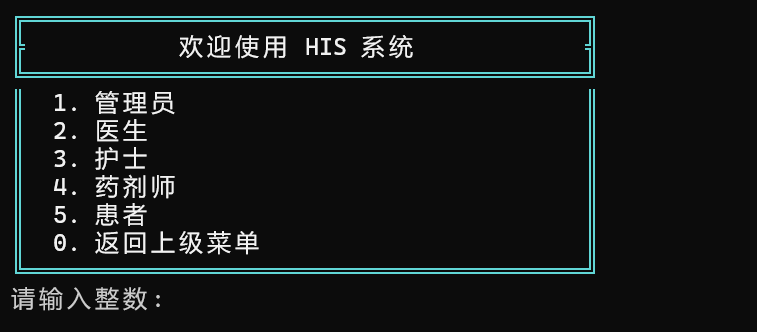 欢迎使用 HIS 系统
1. 管理员
2. 医生
3. 护士
4. 药剂师
5. 患者
0. 返回上级菜单
请输入整数: